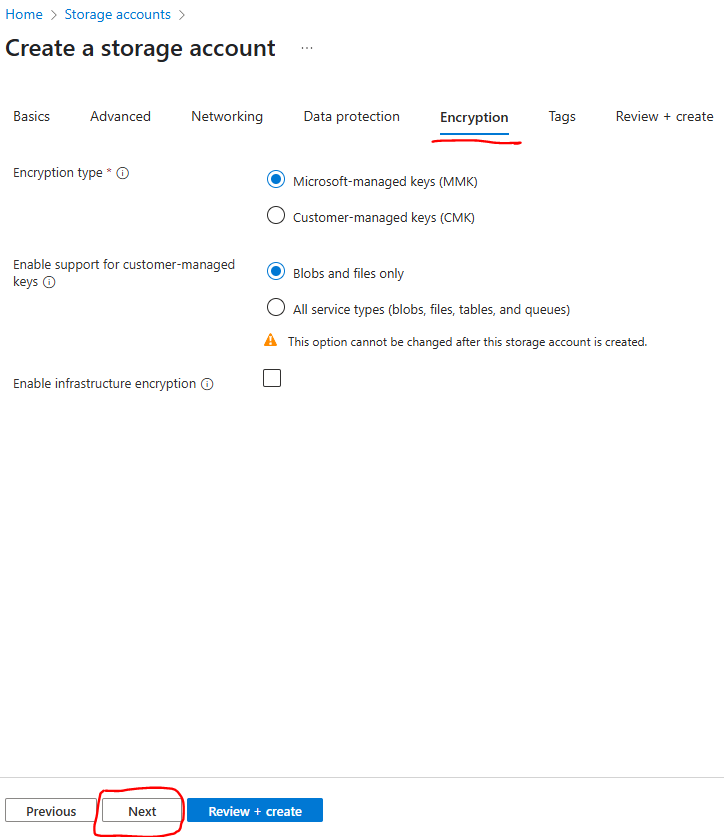 Home > Storage accounts >
Create a storage account ...
Basics Advanced Networking Data protection Encryption Tags Review + create
Encryption type *
Microsoft-managed keys (MMK)
Customer-managed keys (CMK)
Enable support for customer-managed
keys
Blobs and files only
All service types (blobs, files, tables, and queues)
This option cannot be changed after this storage account is created.
Enable infrastructure encryption
Previous Next Review + create